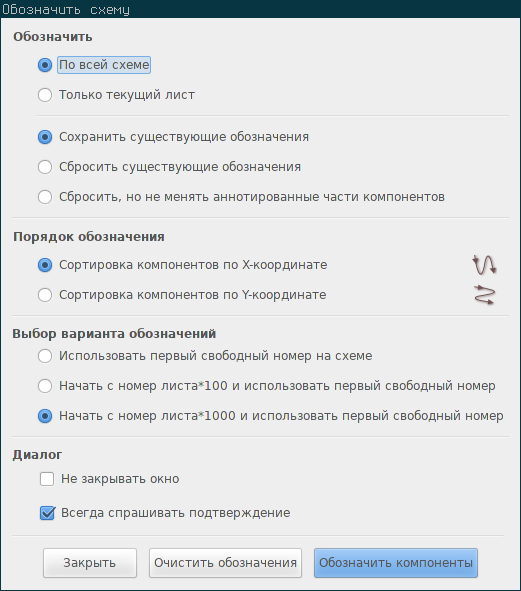 Обозначить схему
Обозначить
По всей схеме
Только текущий лист
Сохранить существующие обозначения
Сбросить существующие обозначения
Сбросить, но не менять аннотированные части компонентов
Порядок обозначения
Сортировка компонентов по X-координате
Сортировка компонентов по Y-координате
Выбор варианта обозначений
Использовать первый свободный номер на схеме
Начать с номер листа*100 и использовать первый свободный номер
Начать с номер листа*1000 и использовать первый свободный номер
Диалог
Не закрывать окно
Всегда спрашивать подтверждение
Закрыть Очистить обозначения Обозначить компоненты